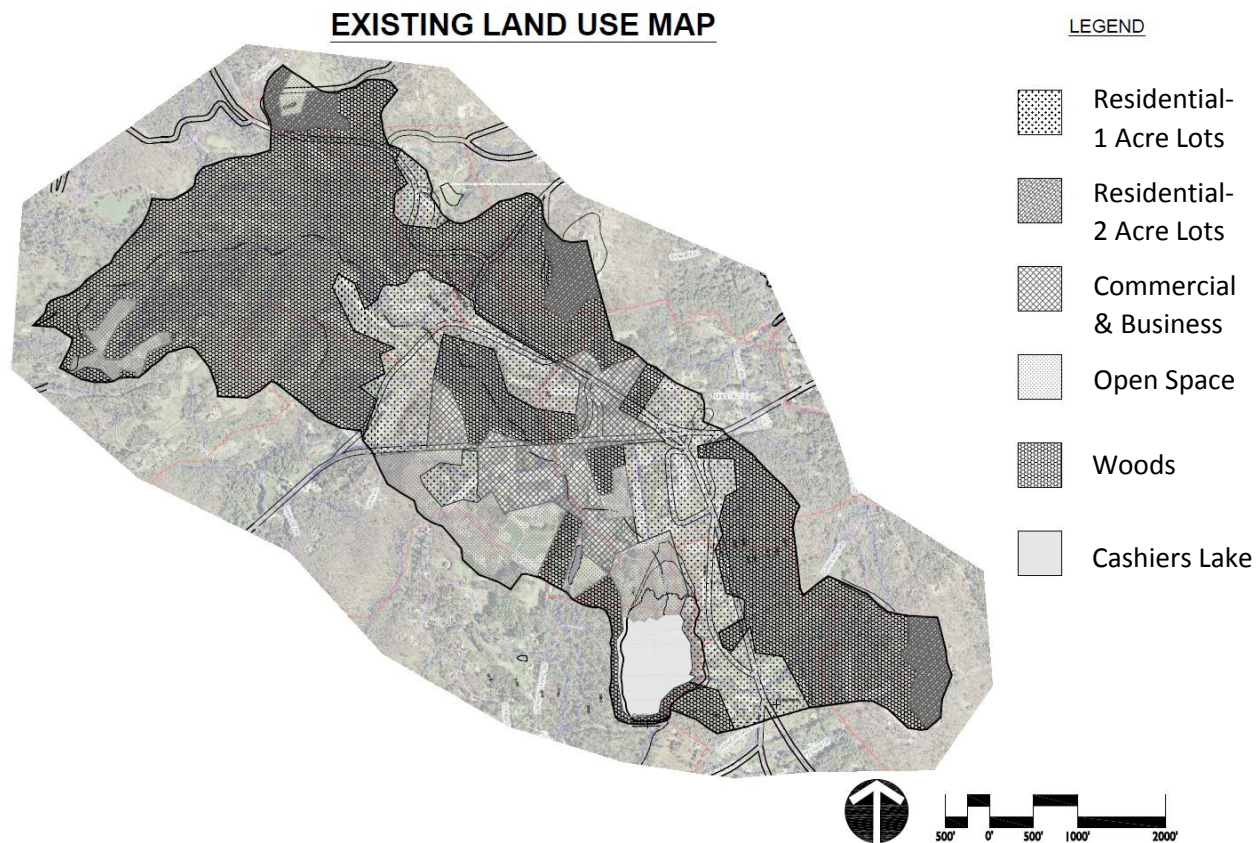 EXISTING LAND USE MAP
LEGEND
Residential-
1 Acre Lots
Residential-
2 Acre Lots
Commercial
& Business
Open Space
Woods
Cashiers Lake
500' 0' 500' 1000' 2000'